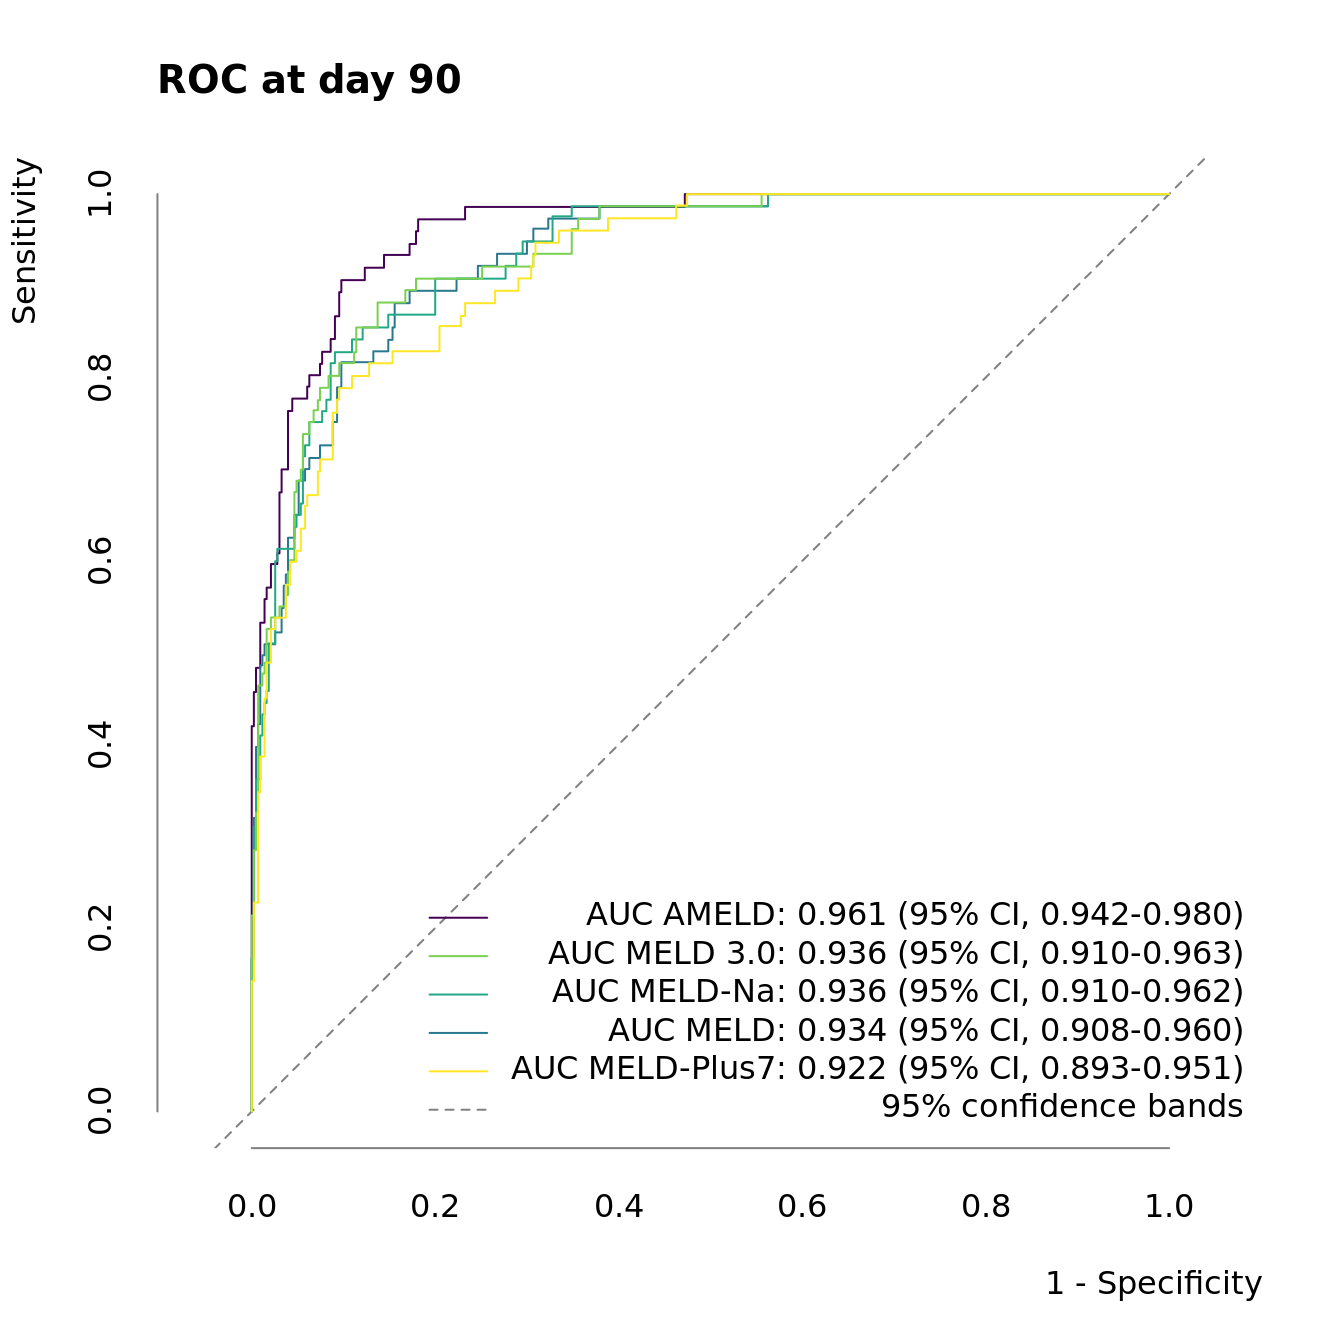 ROC at day 90
Sensitivity
1.0
0.8
0.6
0.4
0.2
0.0
AUC AMELD: 0.961 (95% CI, 0.942-0.980)
AUC MELD 3.0: 0.936 (95% CI, 0.910-0.963)
AUC MELD-Na: 0.936 (95% CI, 0.910-0.962)
AUC MELD: 0.934 (95% CI, 0.908-0.960)
AUC MELD-Plus7: 0.922 (95% CI, 0.893-0.951)
95% confidence bands
0.0 0.2 0.4 0.6 0.8 1.0
1 - Specificity